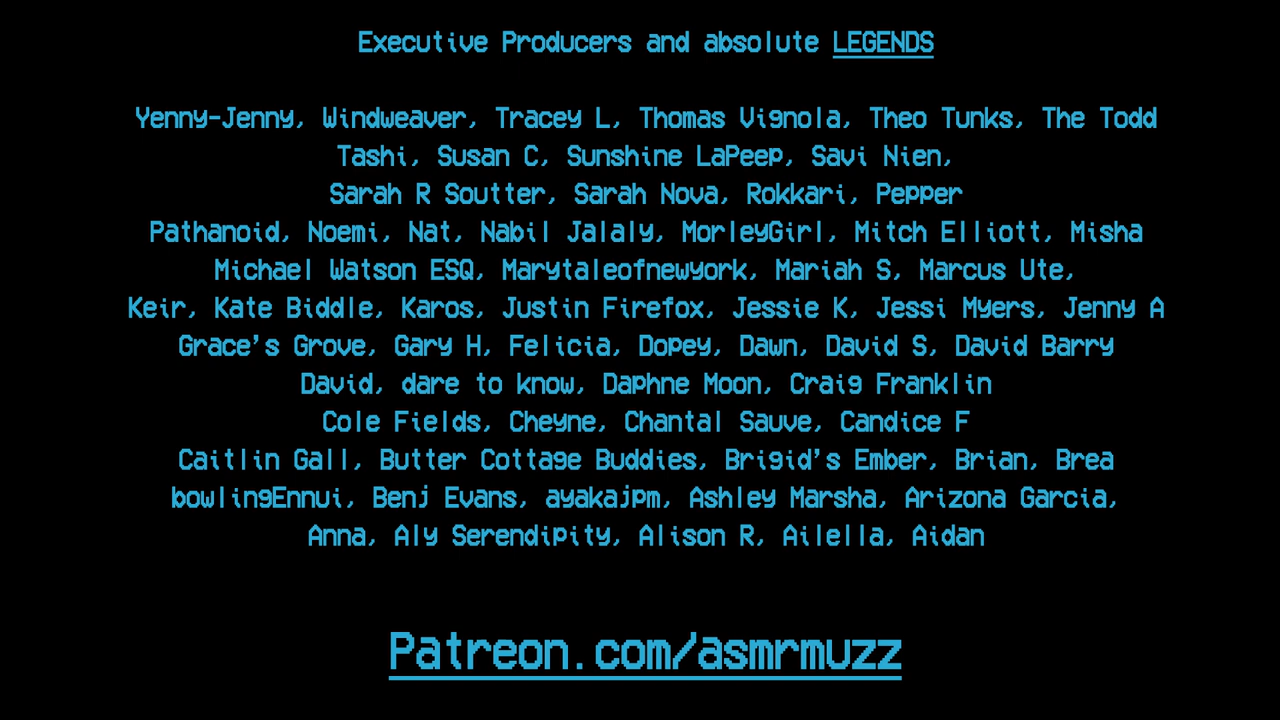 Executive Producers and absolute LEGENDS
Yenny-Jenny, Windweaver, Tracey L, Thomas Vignola, Theo Tunks, The Todd
Tashi, Susan C, Sunshine LaPeep, Savi Nien,
Sarah R Soutter, Sarah Nova, Rokkari, Pepper
Pathanoid, Noemi, Nat, Nabil Jalaly, MorleyGirl, Mitch Elliott, Misha
Michael Watson ESQ, Marytaleofnewyork, Mariah S, Marcus Ute,
Keir, Kate Biddle, Karos, Justin Firefox, Jessie K, Jessi Myers, Jenny A
Grace's Grove, Gary H, Felicia, Dopey, Dawn, David S, David Barry
David, dare to know, Daphne Moon, Craig Franklin
Cole Fields, Cheyne, Chantal Sauve, Candice F
Caitlin Gall, Butter Cottage Buddies, Brigid's Ember, Brian, Brea
bowlingEnnui, Benj Evans, ayakajpm, Ashley Marsha, Arizona Garcia,
Anna, Aly Serendipity, Alison R, Ailella, Aidan
Patreon.com/asmrmuzz